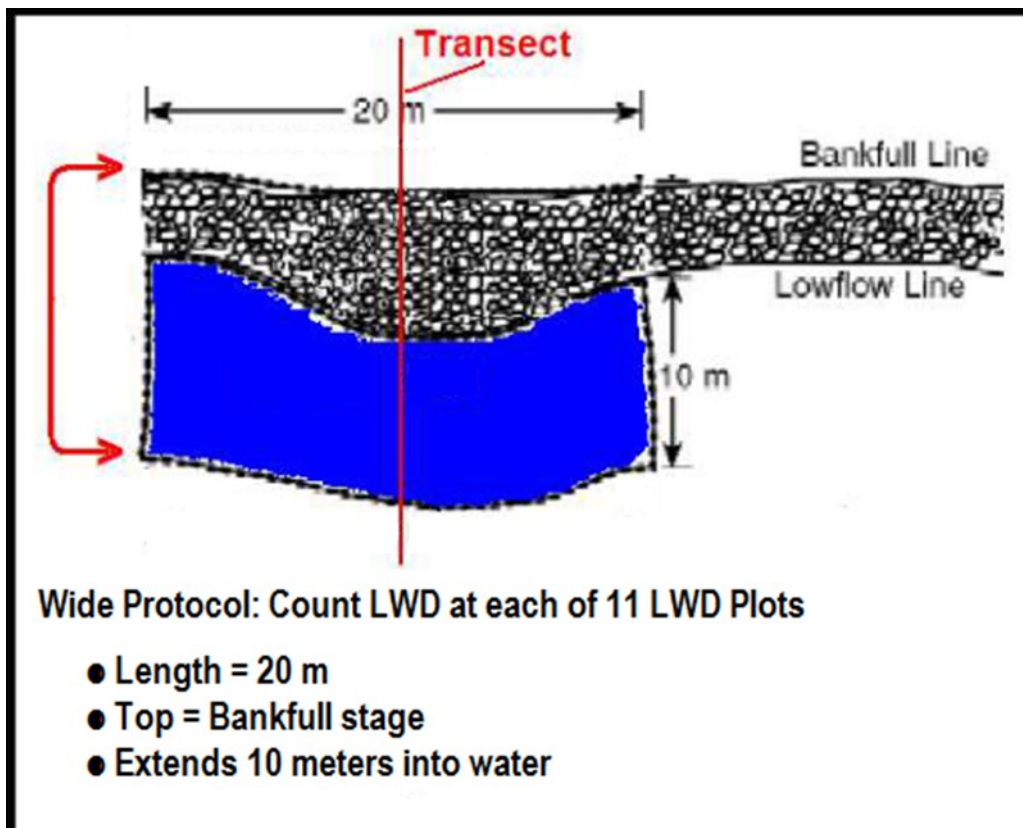 Transect
20 m
Bankfull Line
Lowflow Line
10 m
Wide Protocol: Count LWD at each of 11 LWD Plots
● Length = 20 m
● Top = Bankfull stage
● Extends 10 meters into water